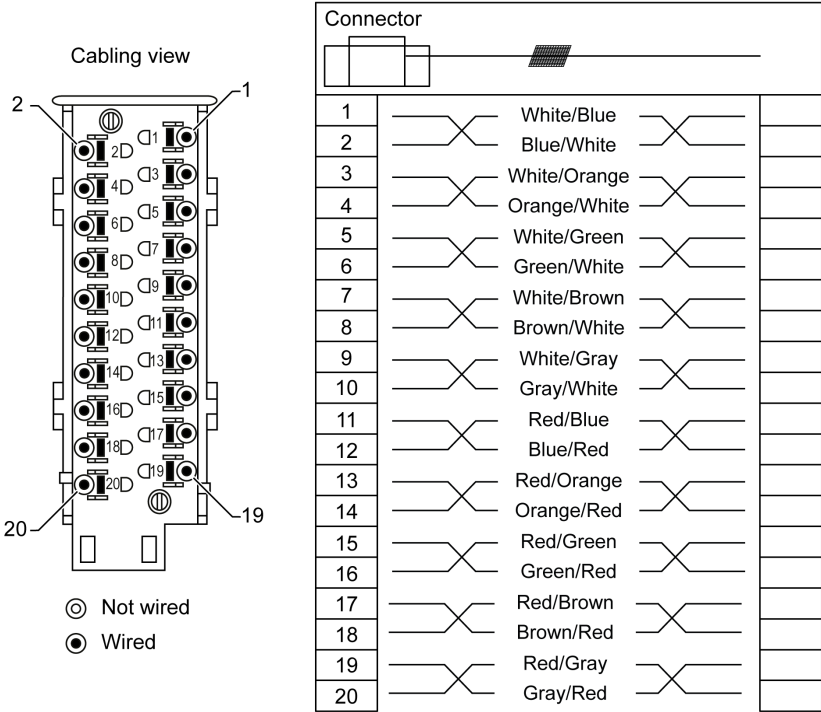 Cabling view
1
2
2 1
4 3
6 5
8 7
10 9
12 11
14 13
16 15
18 17
20 19
20
19
Not wired
Wired
Connector
1 White/Blue
2 Blue/White
3 White/Orange
4 Orange/White
5 White/Green
6 Green/White
7 White/Brown
8 Brown/White
9 White/Gray
10 Gray/White
11 Red/Blue
12 Blue/Red
13 Red/Orange
14 Orange/Red
15 Red/Green
16 Green/Red
17 Red/Brown
18 Brown/Red
19 Red/Gray
20 Gray/Red